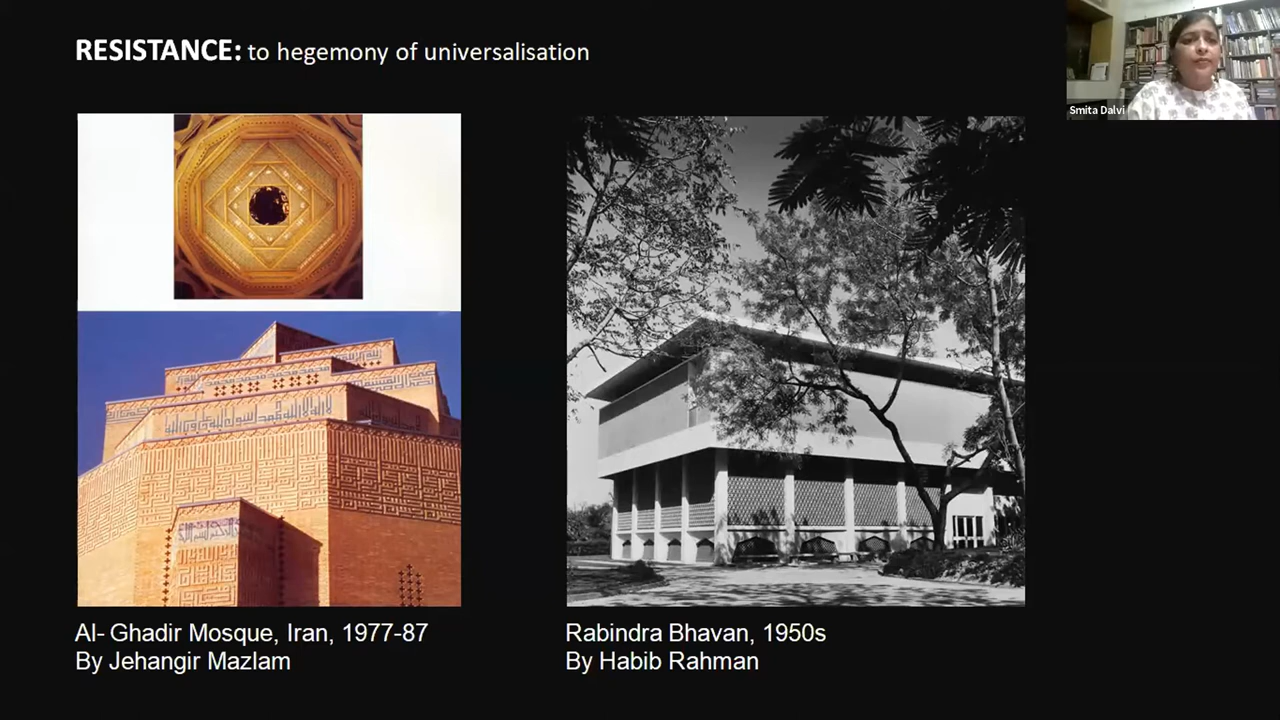 RESISTANCE: to hegemony of universalisation
Smita Dalvi
Al- Ghadir Mosque, Iran, 1977-87
By Jehangir Mazlam
Rabindra Bhavan, 1950s
By Habib Rahman